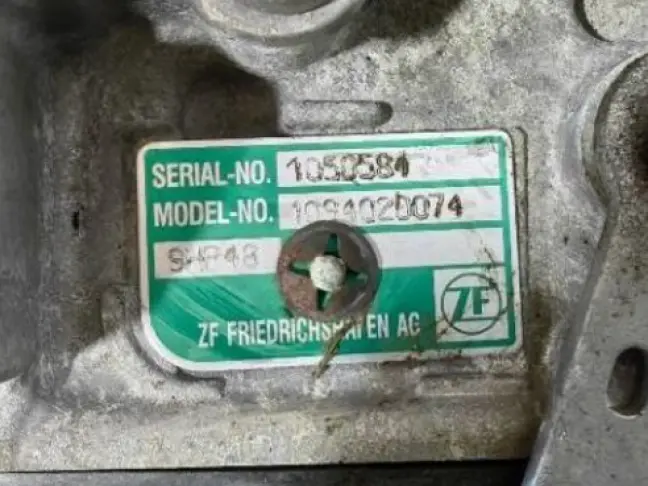 SERIAL-NO. 1050584
MODEL-NO. 1094020074
9HP48
ZF FRIEDRICHSHAFEN AG
ZF